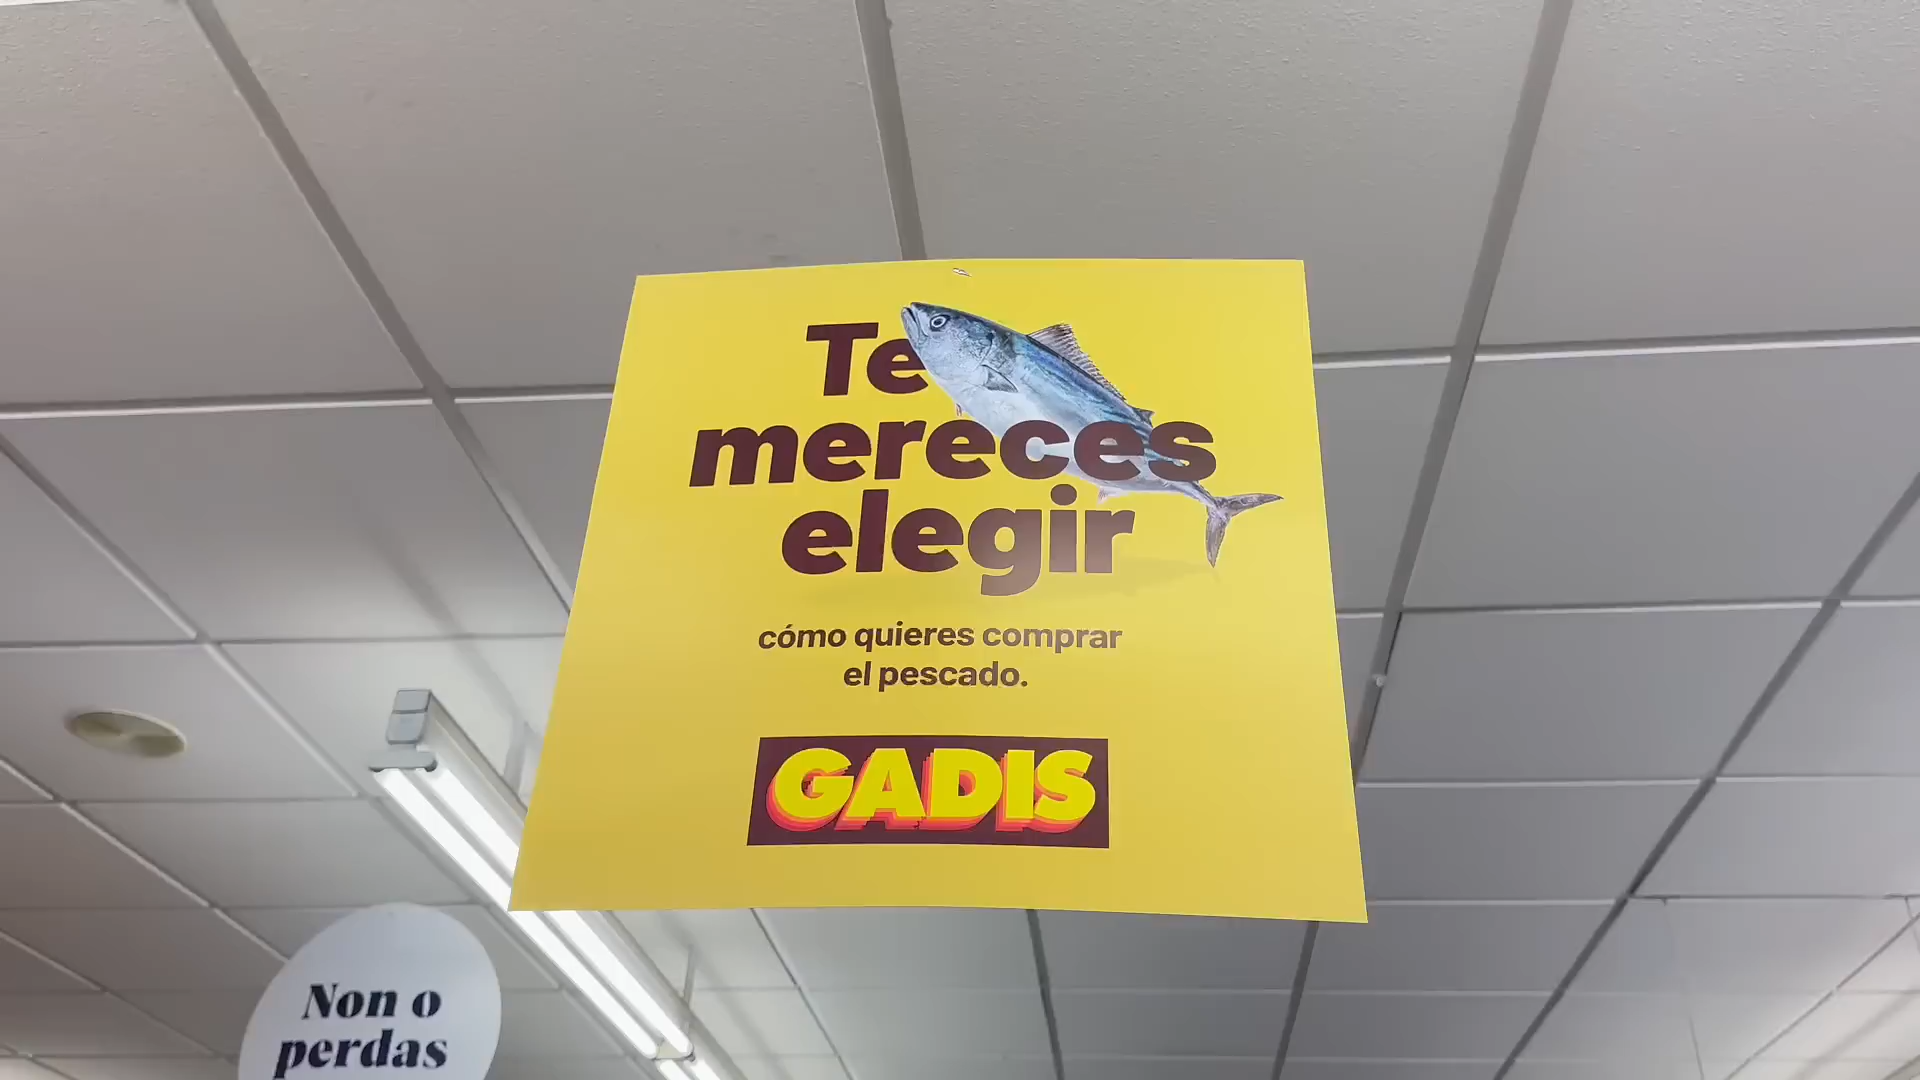 Te
mereces
elegir
cómo quieres comprar
el pescado.
GADIS
Non o
perdas